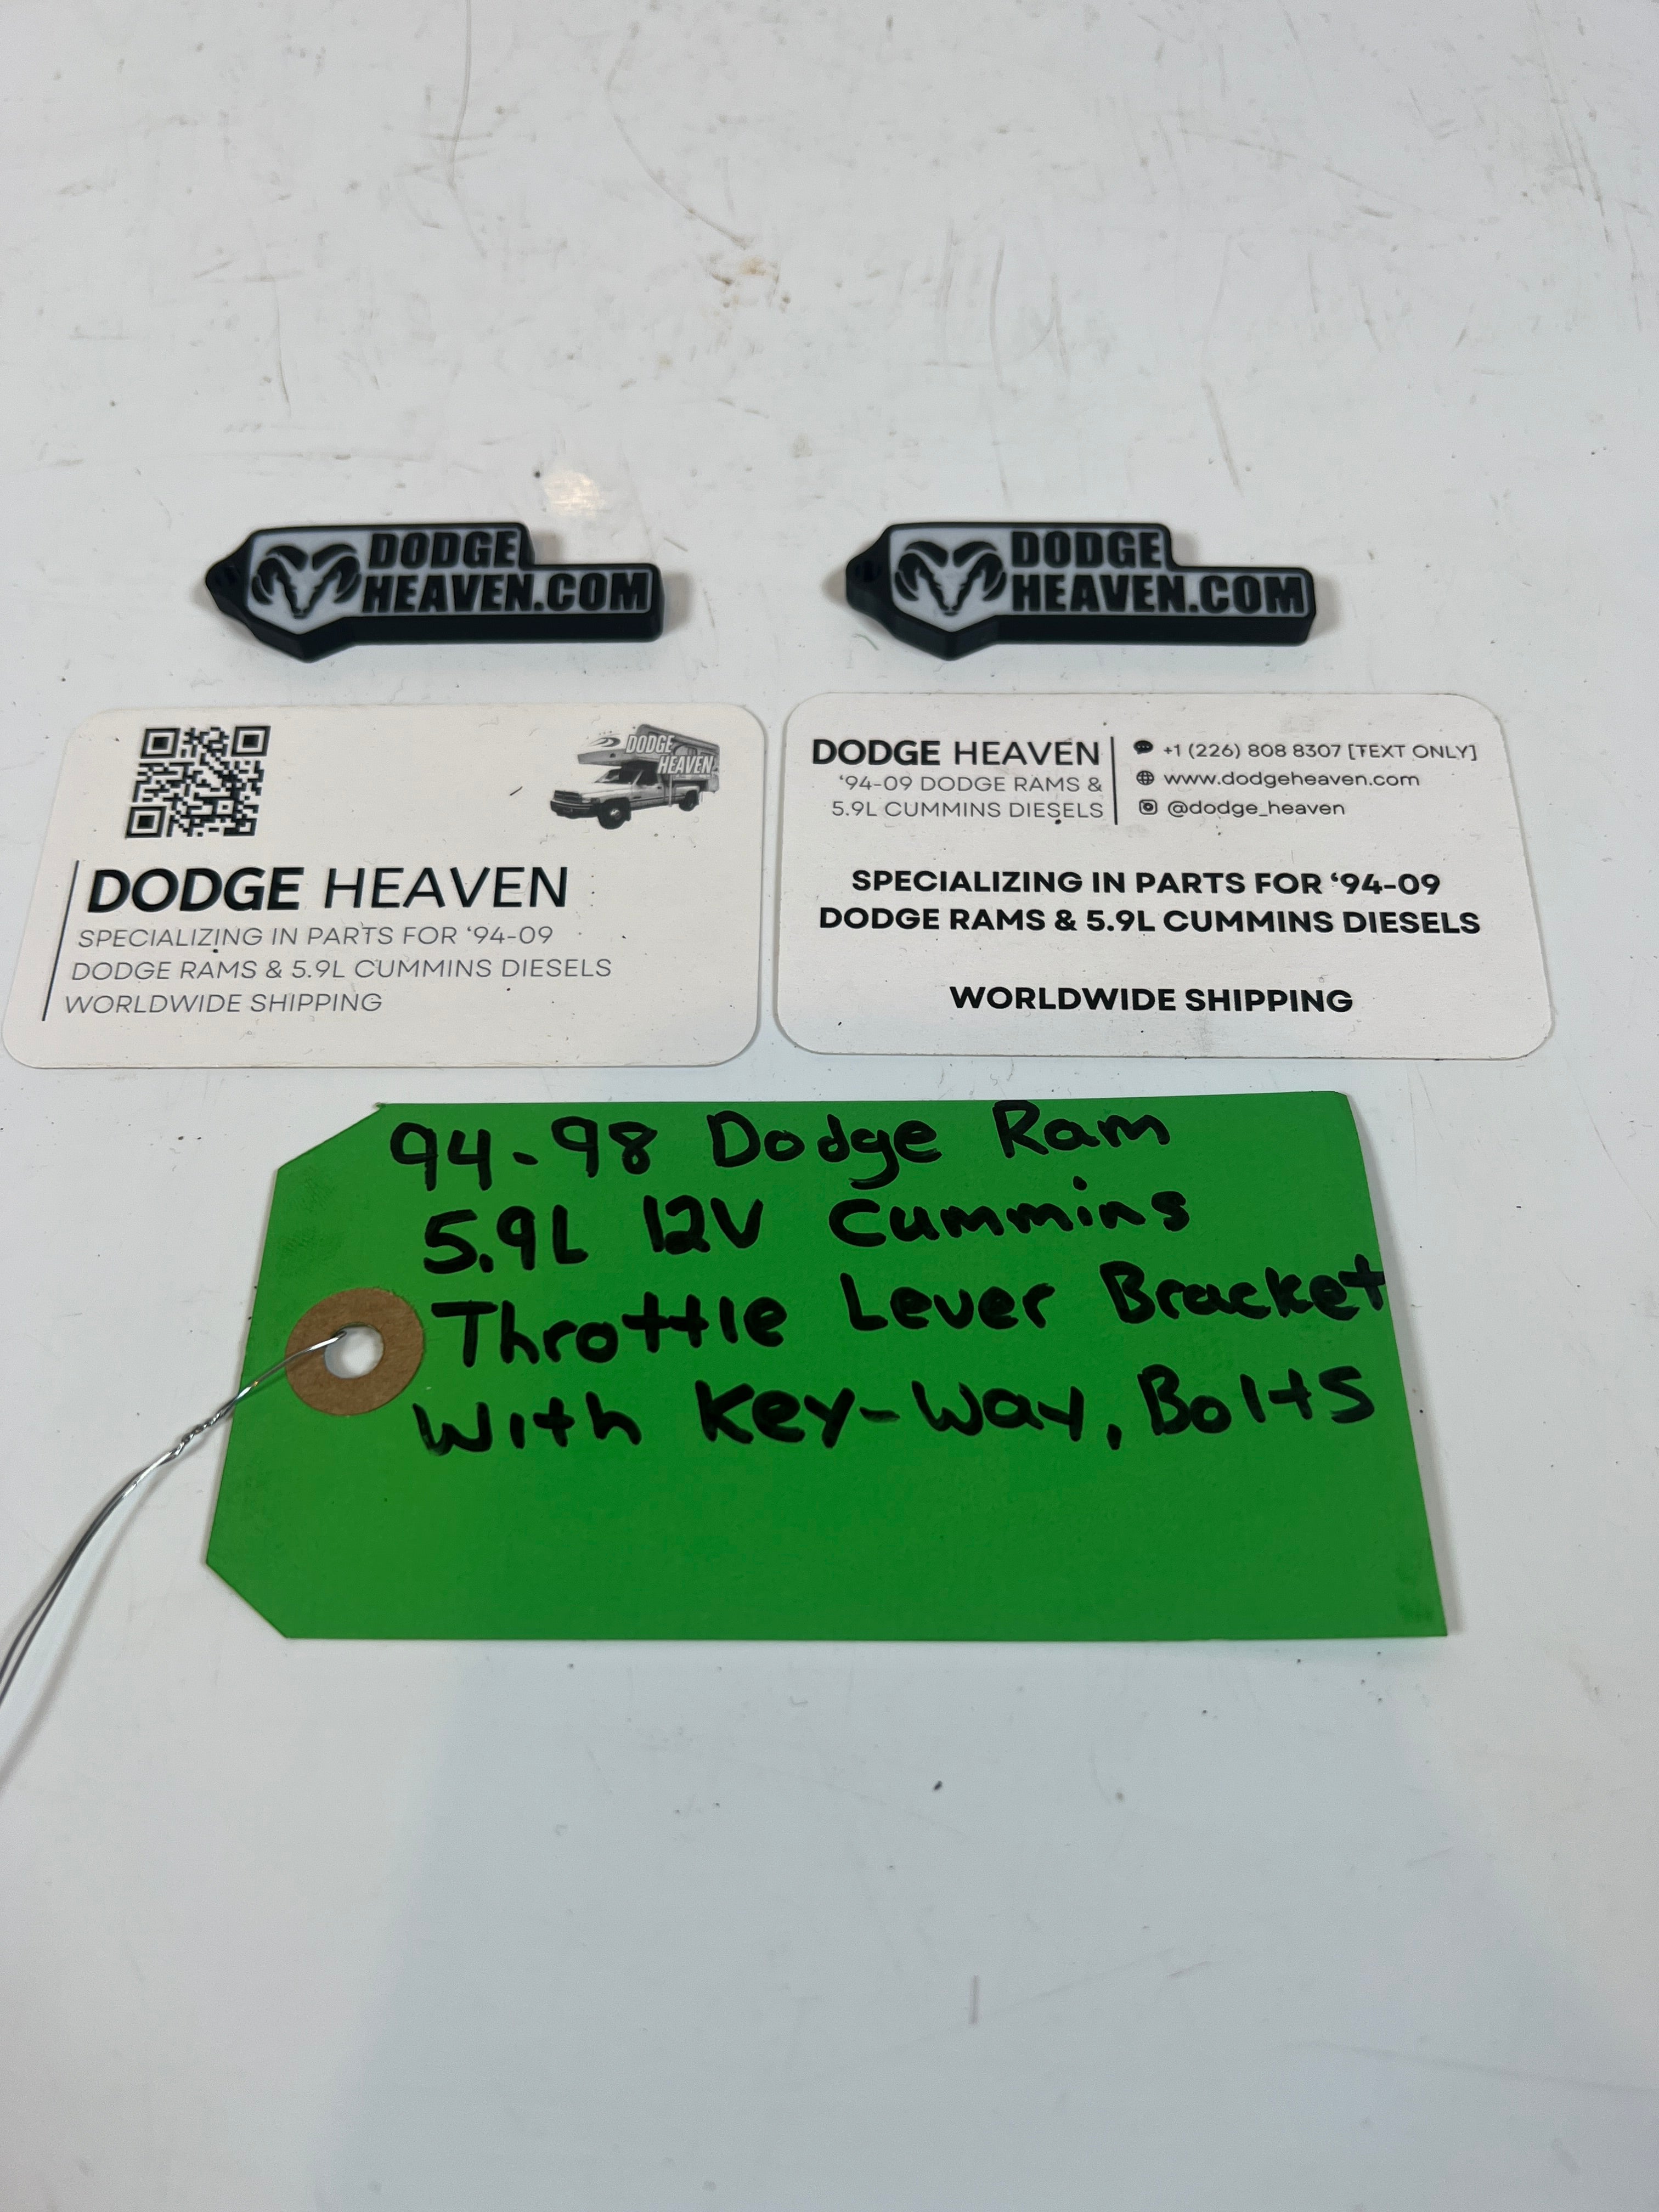 DODGE
HEAVEN.COM
DODGE
HEAVEN.COM
DODGE
HEAVEN
DODGE HEAVEN
SPECIALIZING IN PARTS FOR ‘94-09
DODGE RAMS & 5.9L CUMMINS DIESELS
WORLDWIDE SHIPPING
DODGE HEAVEN
‘94-09 DODGE RAMS &
5.9L CUMMINS DIESELS
+1 (226) 808 8307 [TEXT ONLY]
www.dodgeheaven.com
@dodge_heaven
SPECIALIZING IN PARTS FOR ‘94-09
DODGE RAMS & 5.9L CUMMINS DIESELS
WORLDWIDE SHIPPING
94-98 Dodge Ram
5.9L 12V Cummins
Throttle Lever Bracket
With Key-Way, Bolts